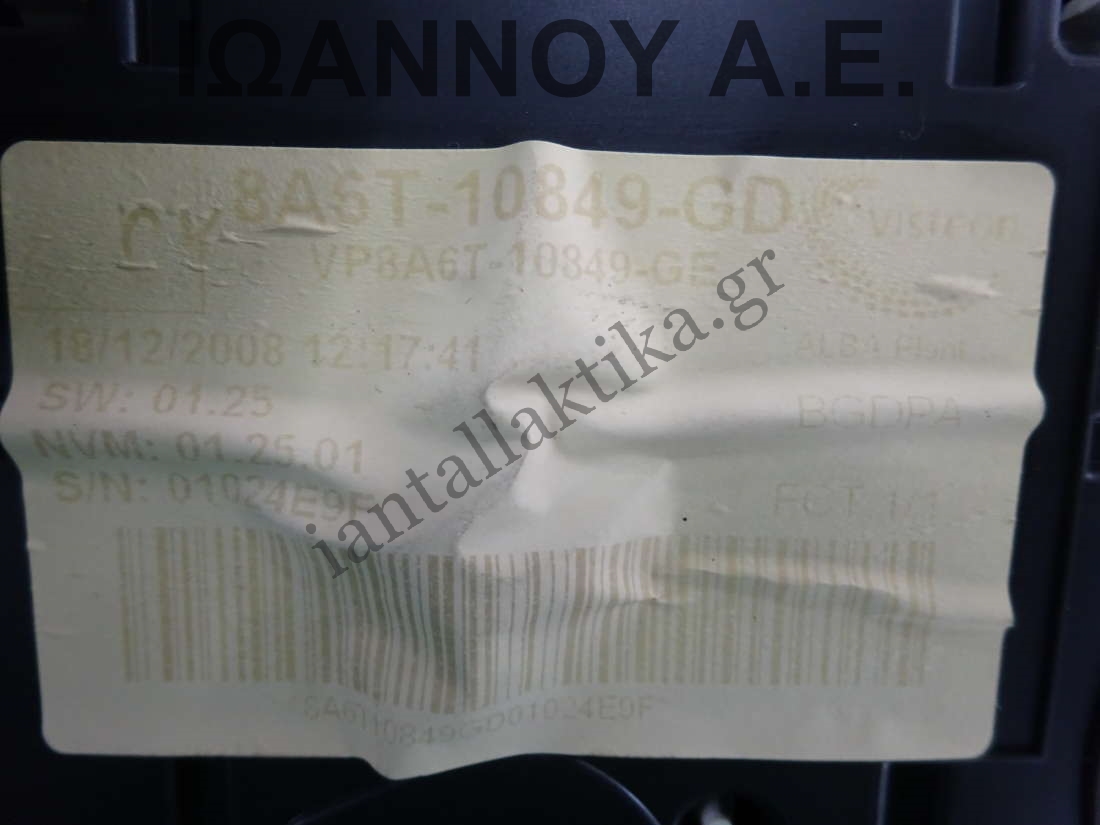 ΙΩΑΝΝΟΥ Α.Ε.
8A6T-10849-GD
Visteon
VP8A6T-10849-GE
18/12/2008 12:17:41
ALBA Plant
SW: 01.25
BGDPA
NVM: 01.25.01
S/N: 01024E9F
FCT 1/1
iantallaktika.gr
8A6T10849GD01024E9F